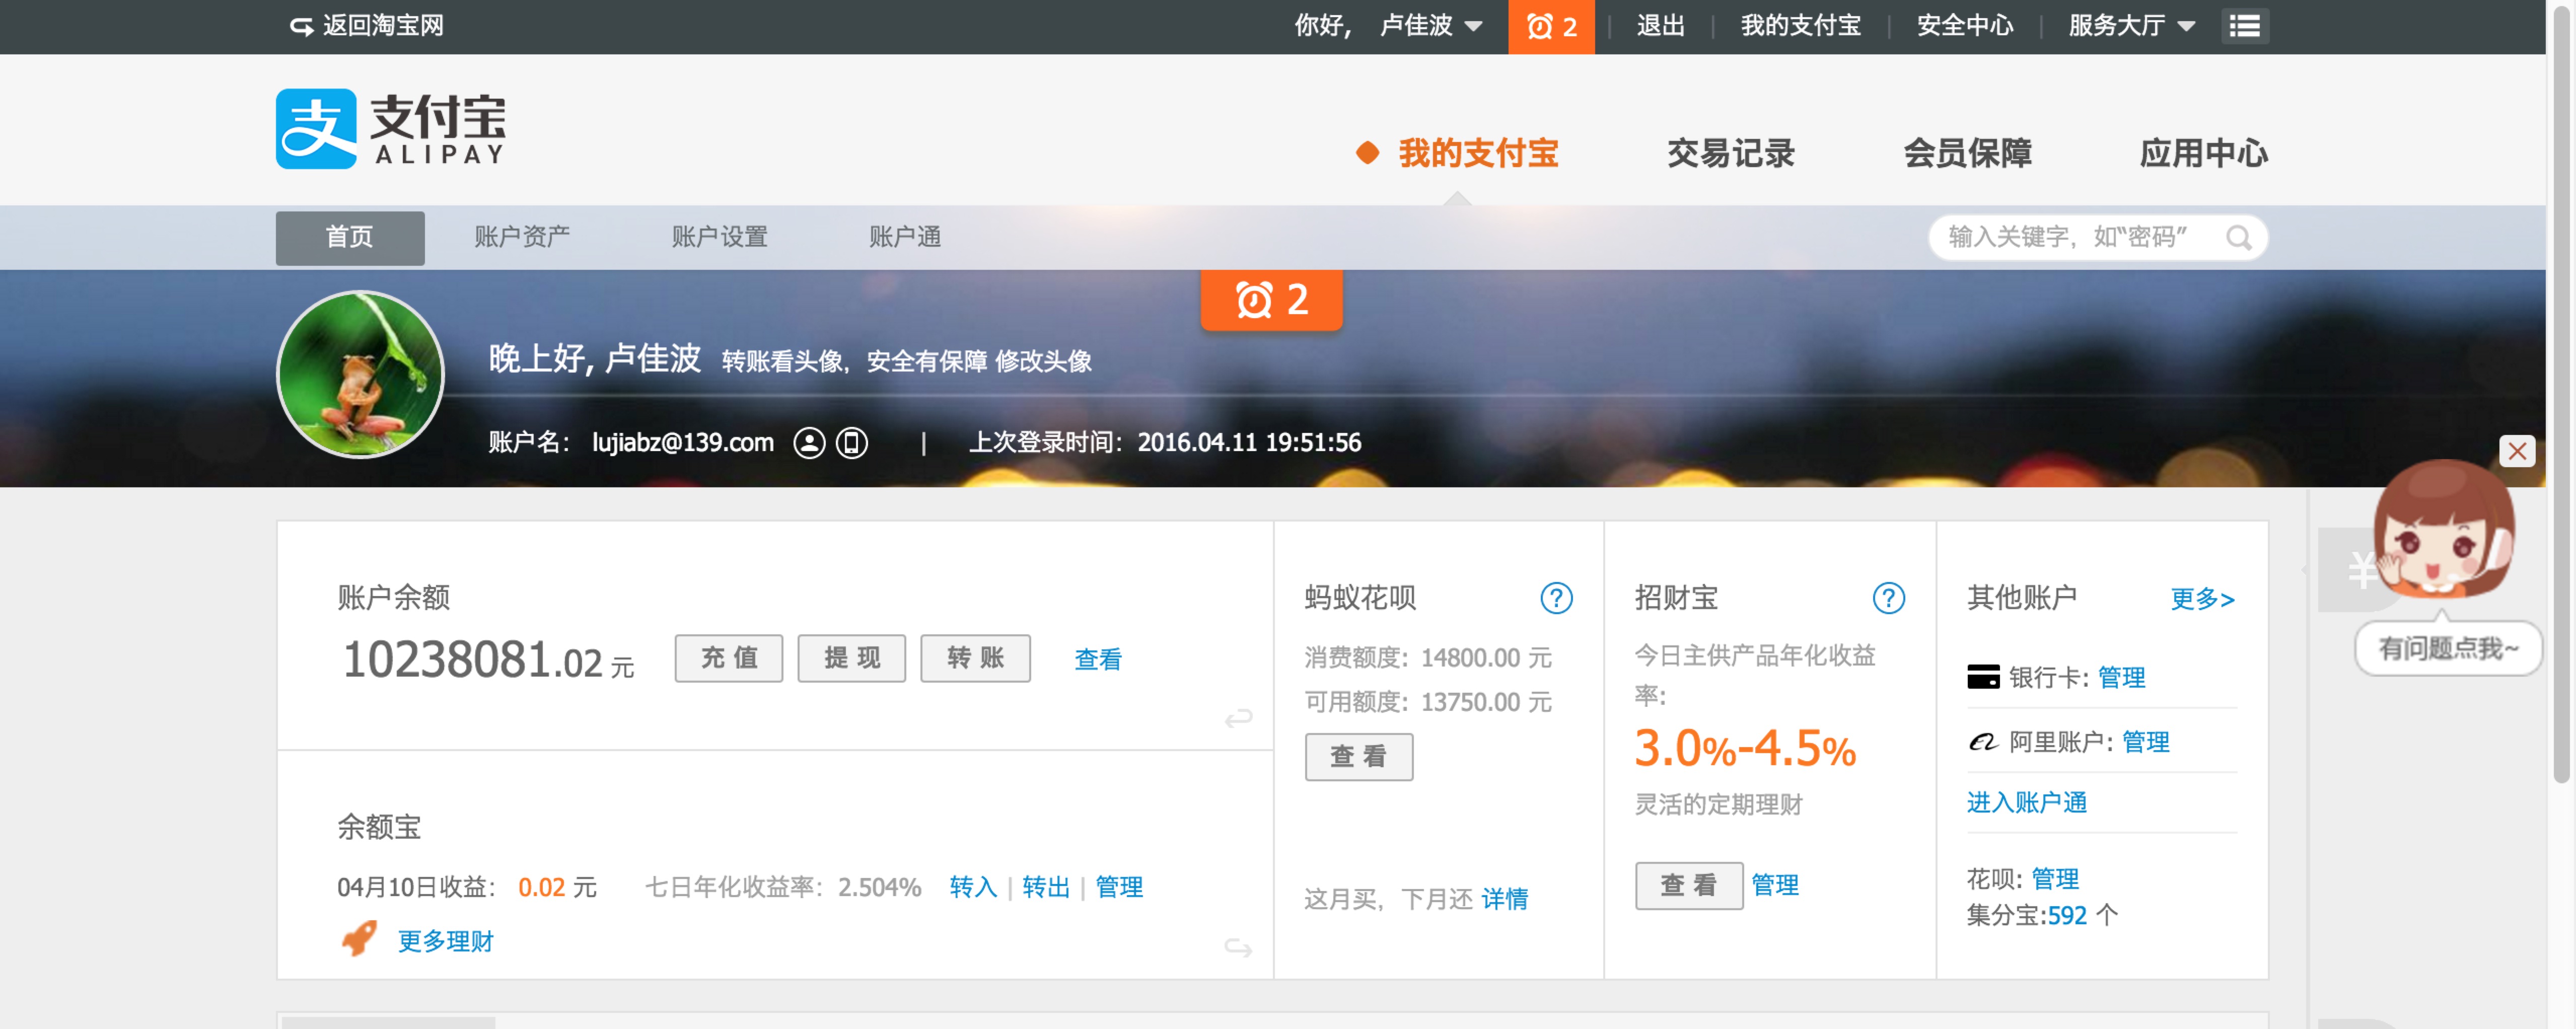 返回淘宝网
你好, 卢佳波 2 退出 我的支付宝 安全中心 服务大厅
支付宝
ALIPAY
我的支付宝 交易记录 会员保障 应用中心
首页 账户资产 账户设置 账户通 输入关键字, 如"密码"
2
晚上好, 卢佳波 转账看头像, 安全有保障 修改头像
账户名: lujiabz@139.com | 上次登录时间: 2016.04.11 19:51:56
账户余额
10238081.02 元 充 值 提 现 转 账 查看
余额宝
04月10日收益: 0.02 元 七日年化收益率: 2.504% 转入 | 转出 | 管理
更多理财
蚂蚁花呗 ?
消费额度: 14800.00 元
可用额度: 13750.00 元
查 看
这月买, 下月还 详情
招财宝 ?
今日主供产品年化收益
率:
3.0%-4.5%
灵活的定期理财
查 看 管理
其他账户 更多>
银行卡: 管理
阿里账户: 管理
进入账户通
花呗: 管理
集分宝:592 个
¥
有问题点我~